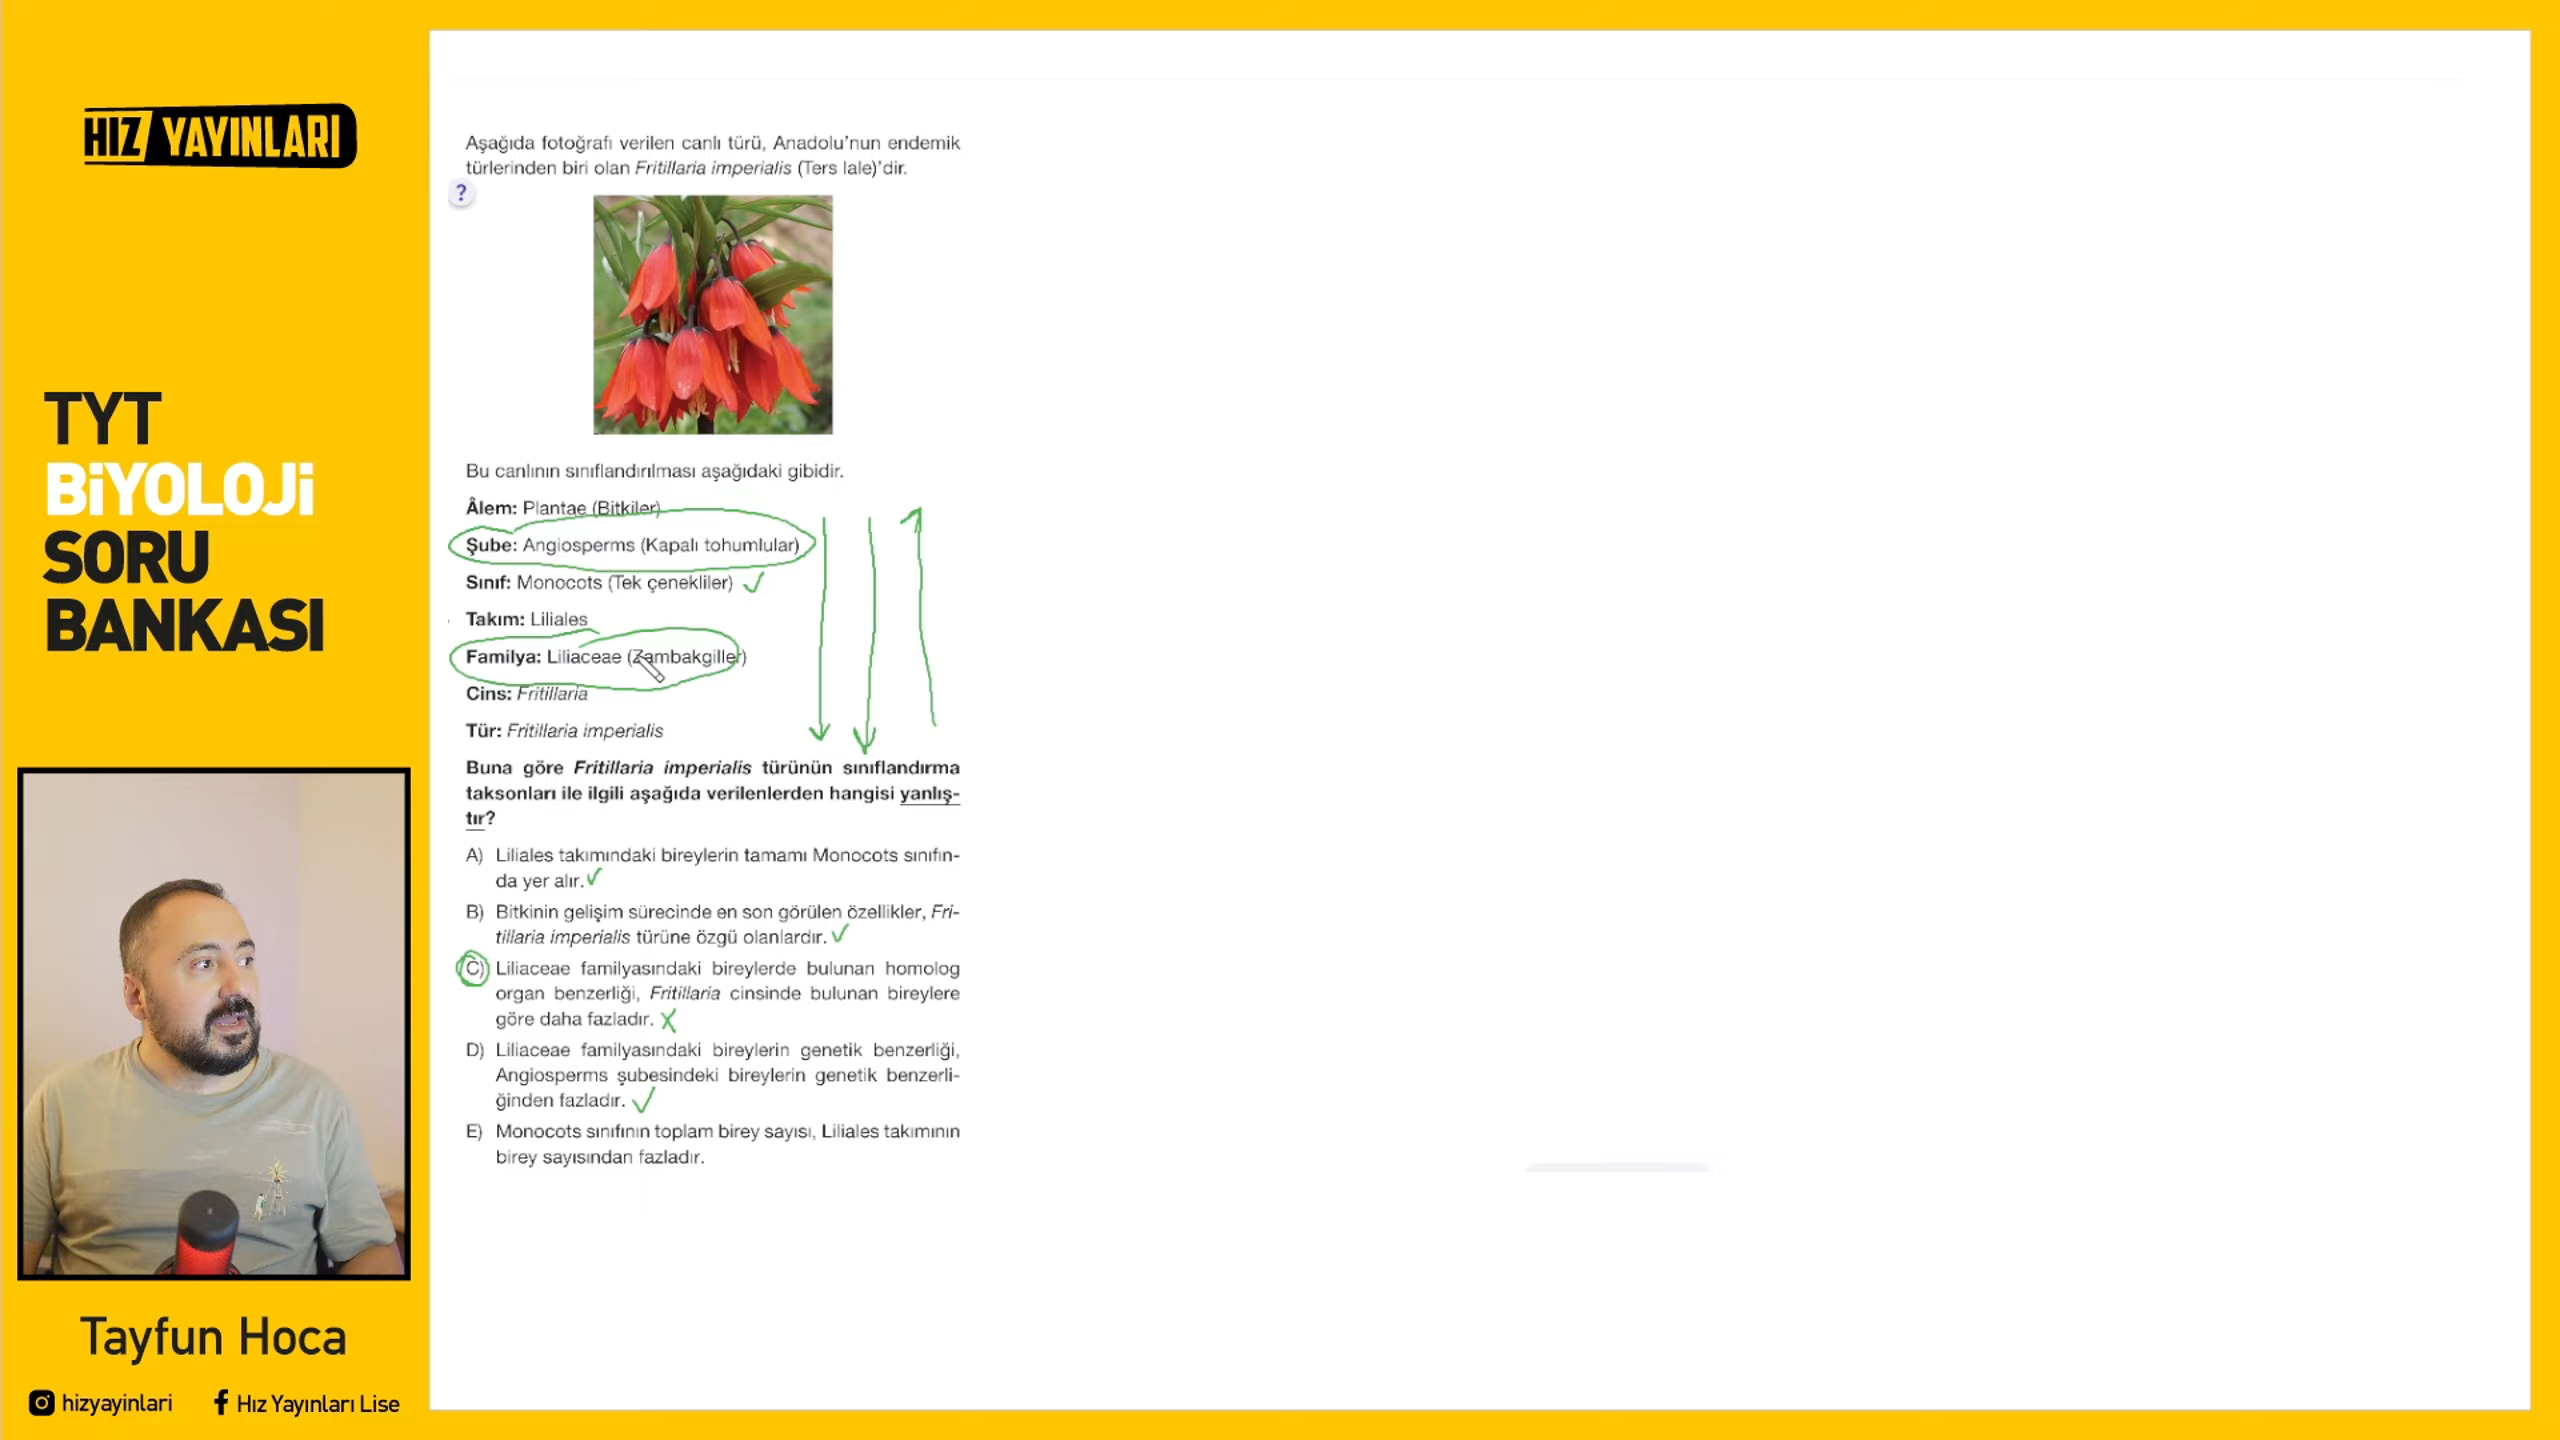 HIZ YAYINLARI
TYT
BİYOLOJİ
SORU
BANKASI
Tayfun Hoca
hizyayinlari
Hız Yayınları Lise
Aşağıda fotoğrafı verilen canlı türü, Anadolu'nun endemik
türlerinden biri olan Fritillaria imperialis (Ters lale)'dir.
?
Bu canlının sınıflandırılması aşağıdaki gibidir.
Âlem: Plantae (Bitkiler)
Şube: Angiosperms (Kapalı tohumlular)
Sınıf: Monocots (Tek çenekliler)
Takım: Liliales
Familya: Liliaceae (Zambakgiller)
Cins: Fritillaria
Tür: Fritillaria imperialis
Buna göre Fritillaria imperialis türünün sınıflandırma
taksonları ile ilgili aşağıda verilenlerden hangisi yanlış-
tır?
A) Liliales takımındaki bireylerin tamamı Monocots sınıfın-
da yer alır.
B) Bitkinin gelişim sürecinde en son görülen özellikler, Fri-
tillaria imperialis türüne özgü olanlardır.
C) Liliaceae familyasındaki bireylerde bulunan homolog
organ benzerliği, Fritillaria cinsinde bulunan bireylere
göre daha fazladır.
D) Liliaceae familyasındaki bireylerin genetik benzerliği,
Angiosperms şubesindeki bireylerin genetik benzerli-
ğinden fazladır.
E) Monocots sınıfının toplam birey sayısı, Liliales takımının
birey sayısından fazladır.